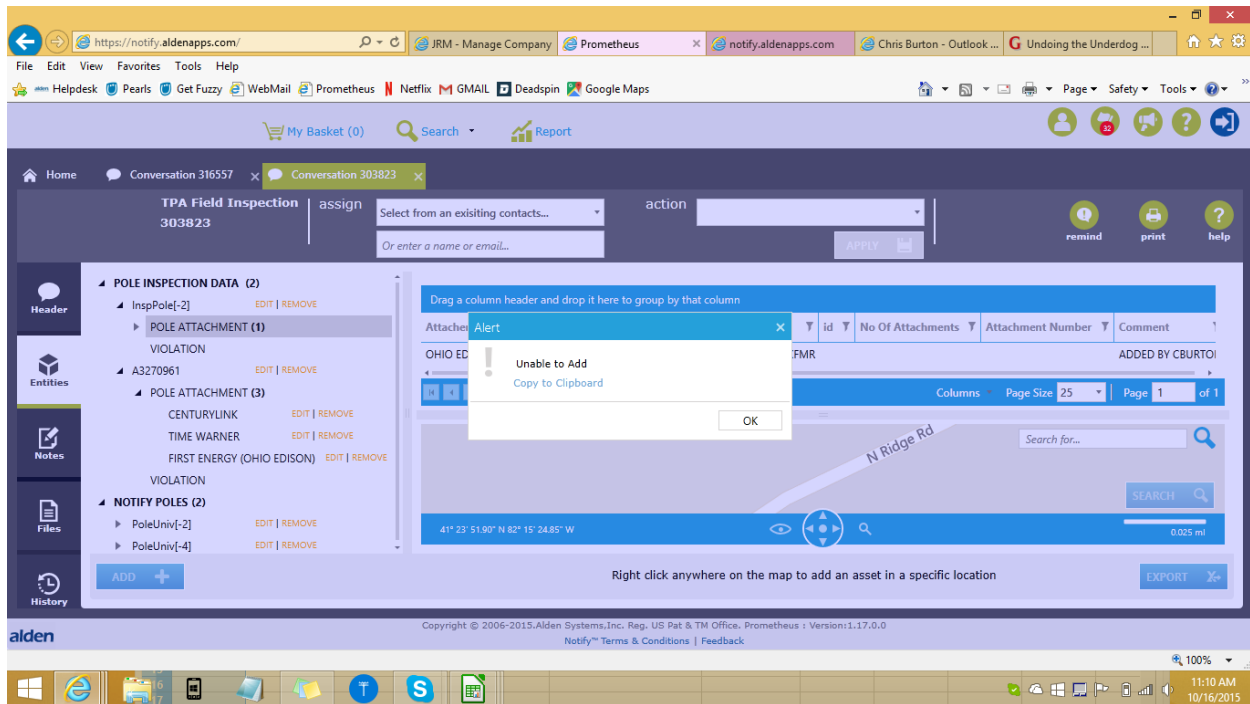 https://notify.aldenapps.com/
JRM - Manage Company
Prometheus
notify.aldenapps.com
Chris Burton - Outlook ...
G Undoing the Underdog ...
File Edit View Favorites Tools Help
alden Helpdesk Pearls Get Fuzzy WebMail Prometheus Netflix GMAIL Deadspin Google Maps
Page Safety Tools
My Basket (0) Search Report 32
Home Conversation 316557 x Conversation 303823 x
TPA Field Inspection
303823
assign
Select from an exisiting contacts...
Or enter a name or email...
action
APPLY
remind print help
Header
Entities
Notes
Files
History
POLE INSPECTION DATA (2)
InspPole[-2] EDIT | REMOVE
POLE ATTACHMENT (1)
VIOLATION
A3270961 EDIT | REMOVE
POLE ATTACHMENT (3)
CENTURYLINK EDIT | REMOVE
TIME WARNER EDIT | REMOVE
FIRST ENERGY (OHIO EDISON) EDIT | REMOVE
VIOLATION
NOTIFY POLES (2)
PoleUniv[-2] EDIT | REMOVE
PoleUniv[-4] EDIT | REMOVE
ADD +
Drag a column header and drop it here to group by that column
Attache id No Of Attachments Attachment Number Comment
OHIO ED FMR ADDED BY CBURTO
Alert
Unable to Add
Copy to Clipboard
OK
Columns Page Size 25 Page 1 of 1
N Ridge Rd
Search for...
SEARCH
41° 23' 51.90" N 82° 15' 24.85" W
0.025 mi
Right click anywhere on the map to add an asset in a specific location
EXPORT
alden
Copyright © 2006-2015.Alden Systems,Inc. Reg. US Pat & TM Office. Prometheus : Version:1.17.0.0
Notify™ Terms & Conditions | Feedback
100%
16
17
11:10 AM
10/16/2015